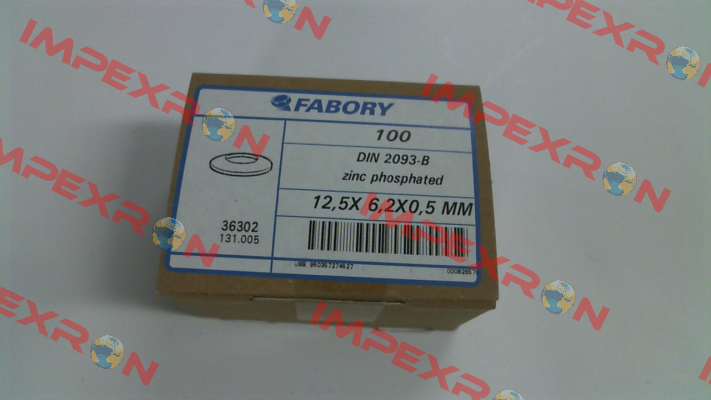 FABORY
100
DIN 2093-B
zinc phosphated
12,5X 6,2X0,5 MM
36302
131.005
IMPEXRON
IMPEXRON
IMPEXRON
IMPEXRON
IMPEXRON